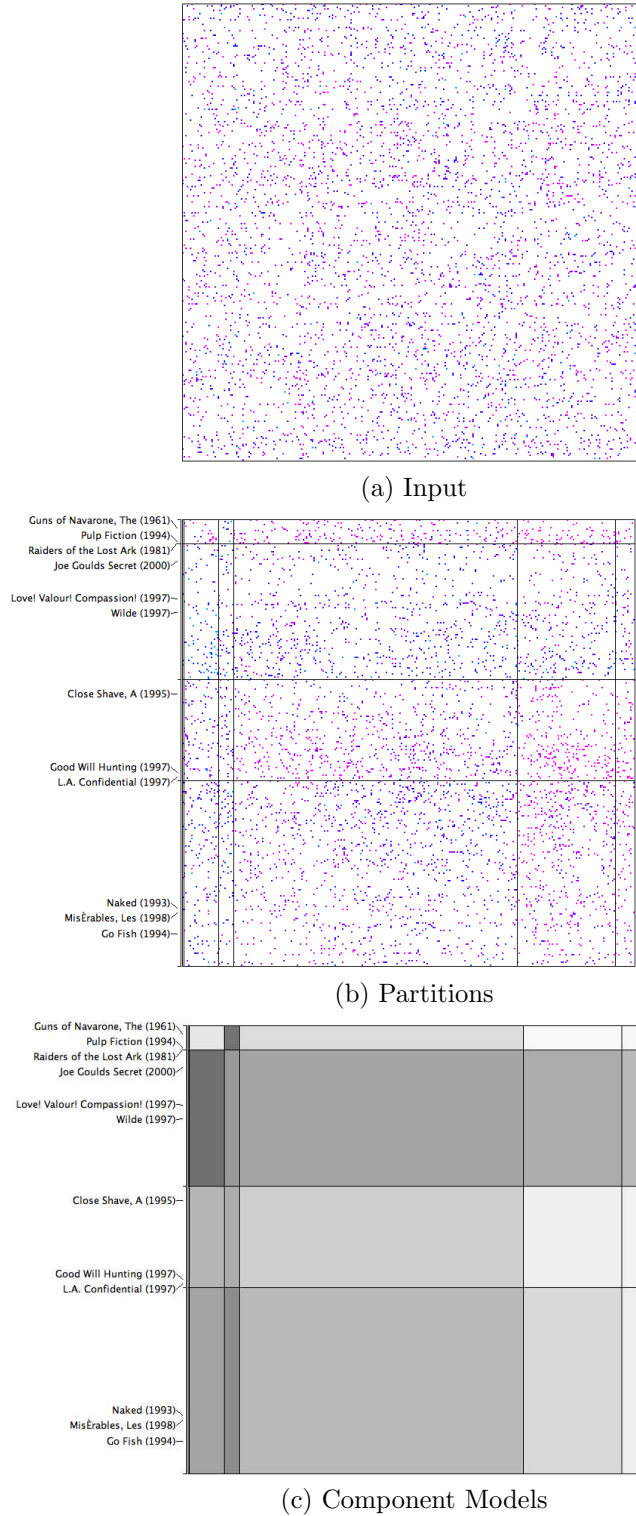 (a) Input
Guns of Navarone, The (1961)
Pulp Fiction (1994)
Raiders of the Lost Ark (1981)
Joe Goulds Secret (2000)
Love! Valour! Compassion! (1997)
Wilde (1997)
Close Shave, A (1995)
Good Will Hunting (1997)
L.A. Confidential (1997)
Naked (1993)
MisÈrables, Les (1998)
Go Fish (1994)
(b) Partitions
Guns of Navarone, The (1961)
Pulp Fiction (1994)
Raiders of the Lost Ark (1981)
Joe Goulds Secret (2000)
Love! Valour! Compassion! (1997)
Wilde (1997)
Close Shave, A (1995)
Good Will Hunting (1997)
L.A. Confidential (1997)
Naked (1993)
MisÈrables, Les (1998)
Go Fish (1994)
(c) Component Models